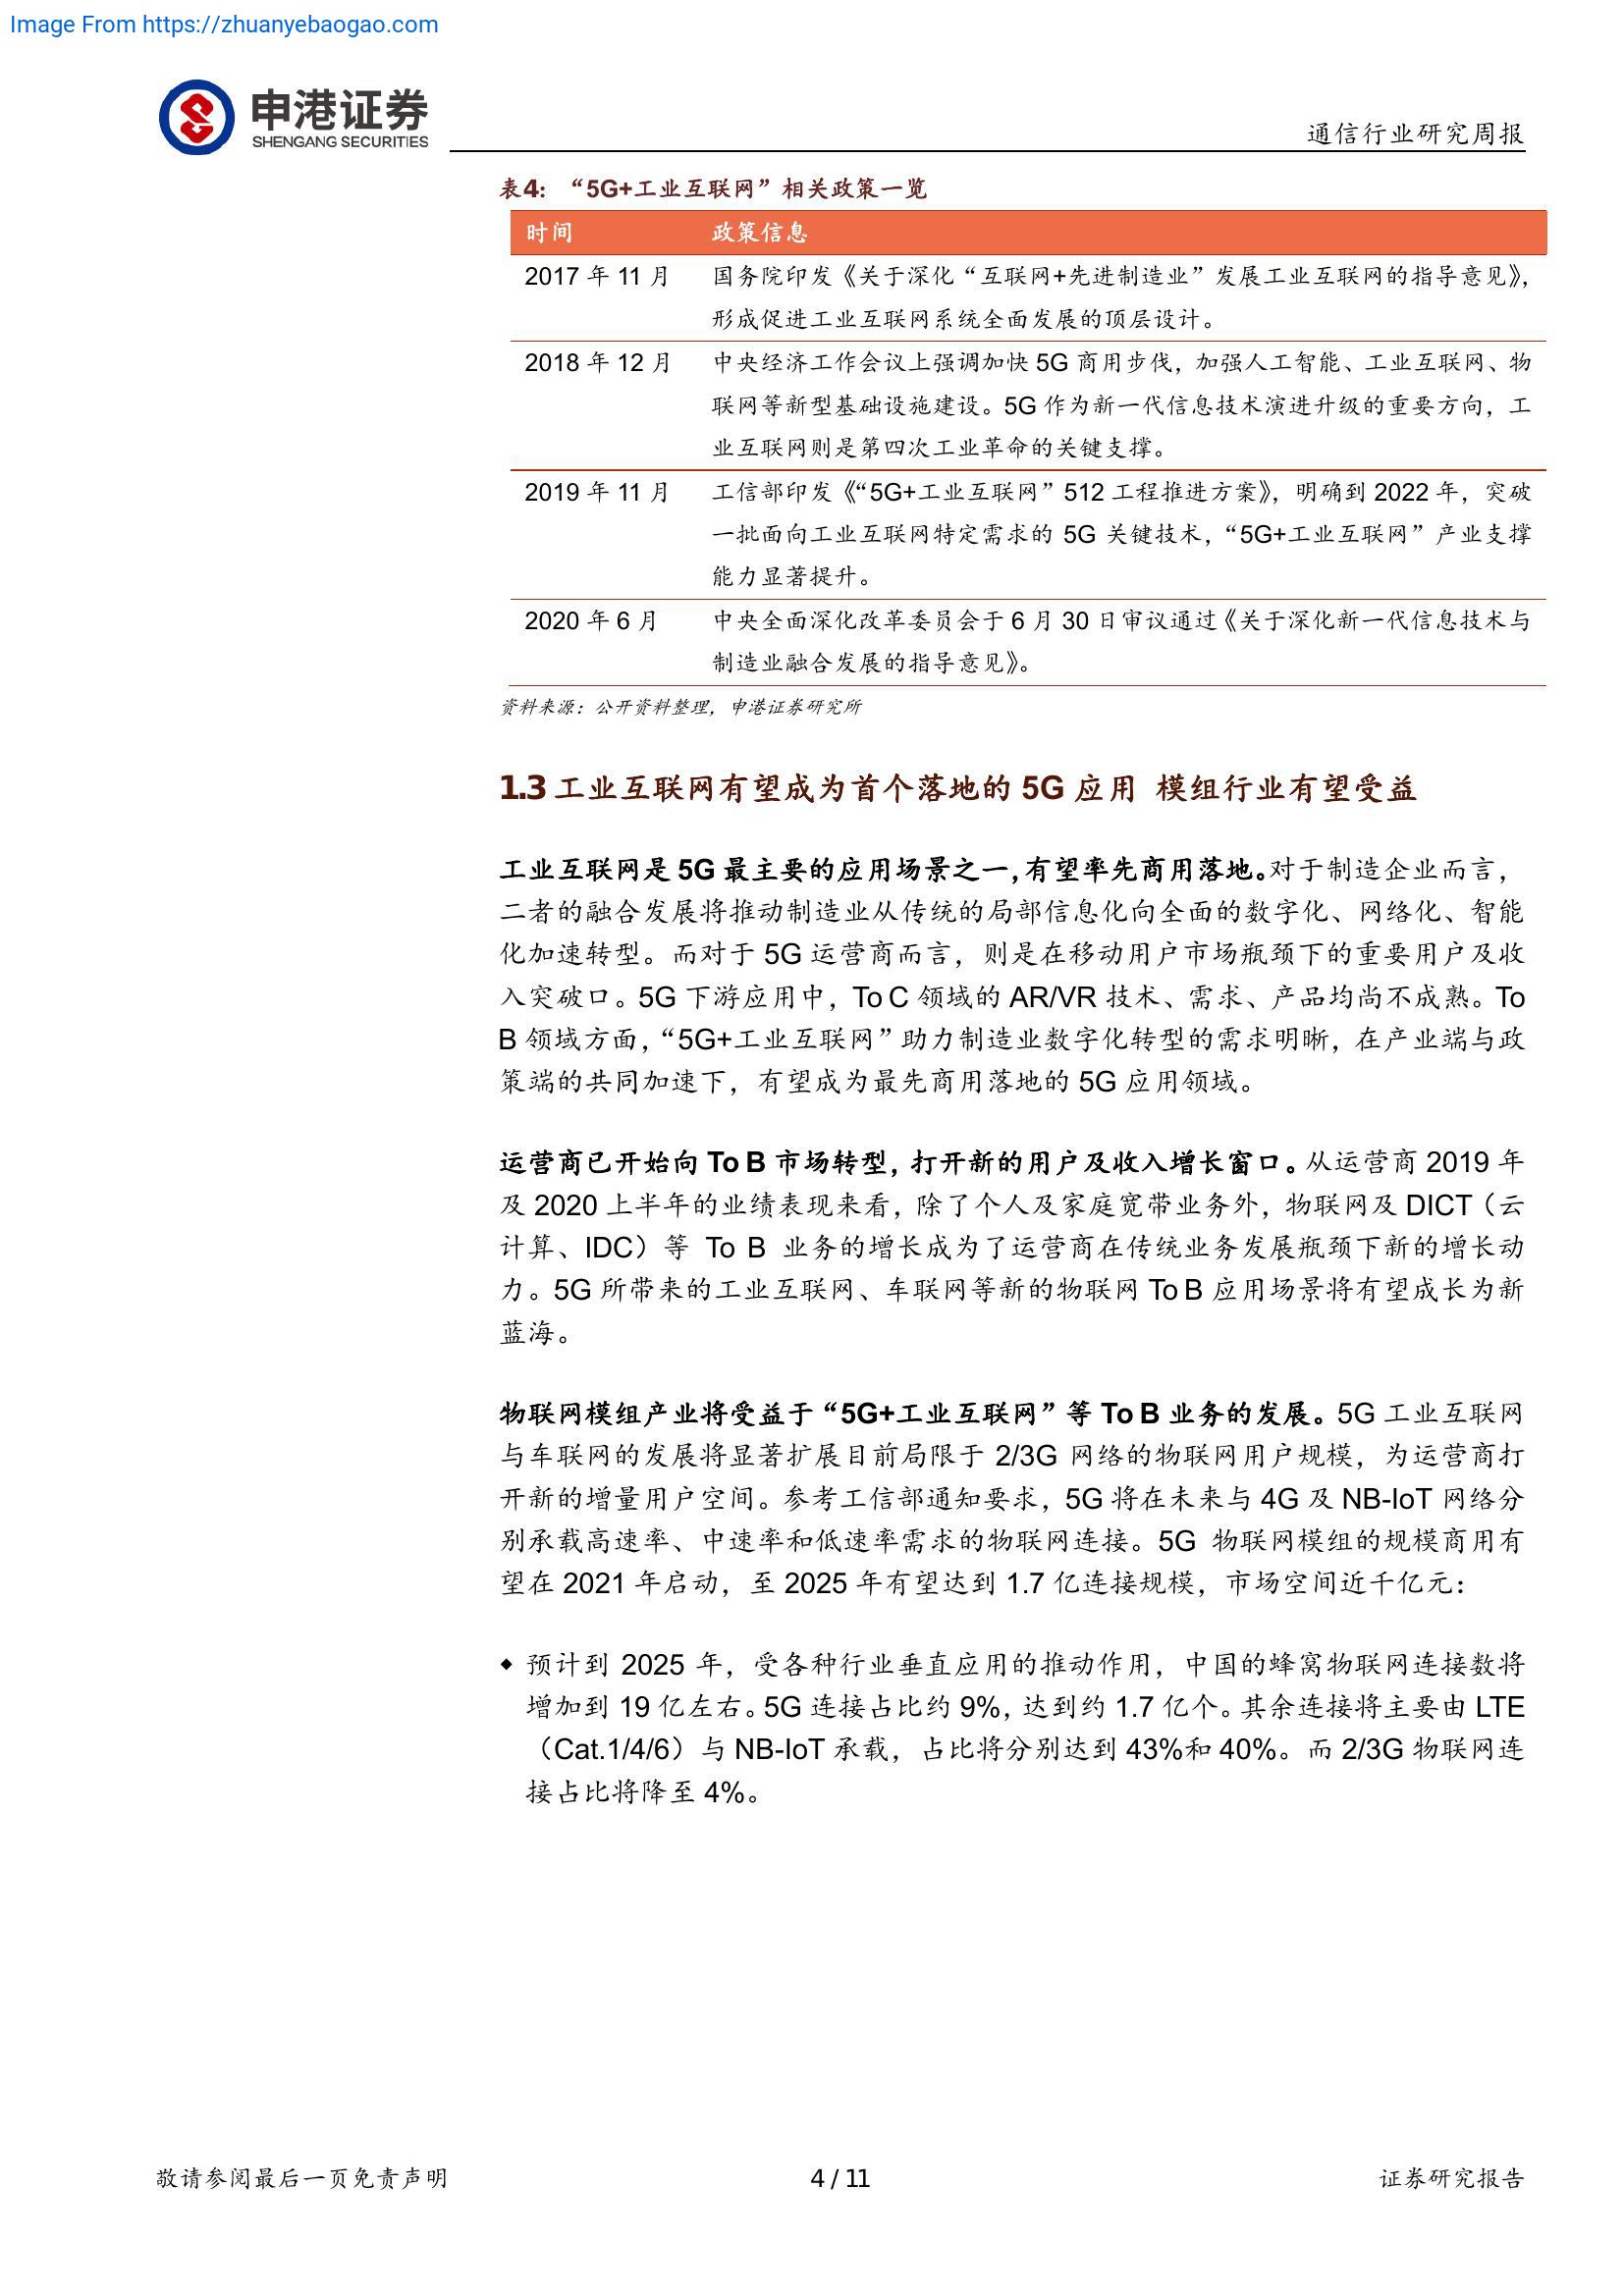 Image From https://zhuanyebaogao.com
申港证券
SHENGANG SECURITIES
通信行业研究周报
表4: “5G+工业互联网”相关政策一览
时间 政策信息
2017 年 11 月 国务院印发《关于深化“互联网+先进制造业”发展工业互联网的指导意见》，
形成促进工业互联网系统全面发展的顶层设计。
2018 年 12 月 中央经济工作会议上强调加快 5G 商用步伐，加强人工智能、工业互联网、物
联网等新型基础设施建设。5G 作为新一代信息技术演进升级的重要方向，工
业互联网则是第四次工业革命的关键支撑。
2019 年 11 月 工信部印发《“5G+工业互联网”512 工程推进方案》，明确到 2022 年，突破
一批面向工业互联网特定需求的 5G 关键技术，“5G+工业互联网”产业支撑
能力显著提升。
2020 年 6 月 中央全面深化改革委员会于 6 月 30 日审议通过《关于深化新一代信息技术与
制造业融合发展的指导意见》。
资料来源：公开资料整理，申港证券研究所
1.3 工业互联网有望成为首个落地的 5G 应用 模组行业有望受益
工业互联网是 5G 最主要的应用场景之一，有望率先商用落地。对于制造企业而言，
二者的融合发展将推动制造业从传统的局部信息化向全面的数字化、网络化、智能
化加速转型。而对于 5G 运营商而言，则是在移动用户市场瓶颈下的重要用户及收
入突破口。5G 下游应用中，To C 领域的 AR/VR 技术、需求、产品均尚不成熟。To
B 领域方面，“5G+工业互联网”助力制造业数字化转型的需求明晰，在产业端与政
策端的共同加速下，有望成为最先商用落地的 5G 应用领域。
运营商已开始向 To B 市场转型，打开新的用户及收入增长窗口。从运营商 2019 年
及 2020 上半年的业绩表现来看，除了个人及家庭宽带业务外，物联网及 DICT（云
计算、IDC）等 To B 业务的增长成为了运营商在传统业务发展瓶颈下新的增长动
力。5G 所带来的工业互联网、车联网等新的物联网 To B 应用场景将有望成长为新
蓝海。
物联网模组产业将受益于“5G+工业互联网”等 To B 业务的发展。5G 工业互联网
与车联网的发展将显著扩展目前局限于 2/3G 网络的物联网用户规模，为运营商打
开新的增量用户空间。参考工信部通知要求，5G 将在未来与 4G 及 NB-IoT 网络分
别承载高速率、中速率和低速率需求的物联网连接。5G 物联网模组的规模商用有
望在 2021 年启动，至 2025 年有望达到 1.7 亿连接规模，市场空间近千亿元：
◆ 预计到 2025 年，受各种行业垂直应用的推动作用，中国的蜂窝物联网连接数将
增加到 19 亿左右。5G 连接占比约 9%，达到约 1.7 亿个。其余连接将主要由 LTE
（Cat.1/4/6）与 NB-IoT 承载，占比将分别达到 43%和 40%。而 2/3G 物联网连
接占比将降至 4%。
敬请参阅最后一页免责声明 4 / 11 证券研究报告